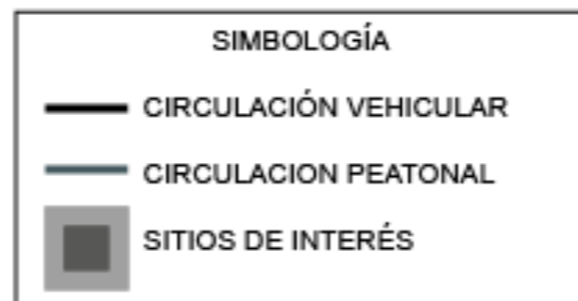 SIMBOLOGÍA
CIRCULACIÓN VEHICULAR
CIRCULACION PEATONAL
SITIOS DE INTERÉS